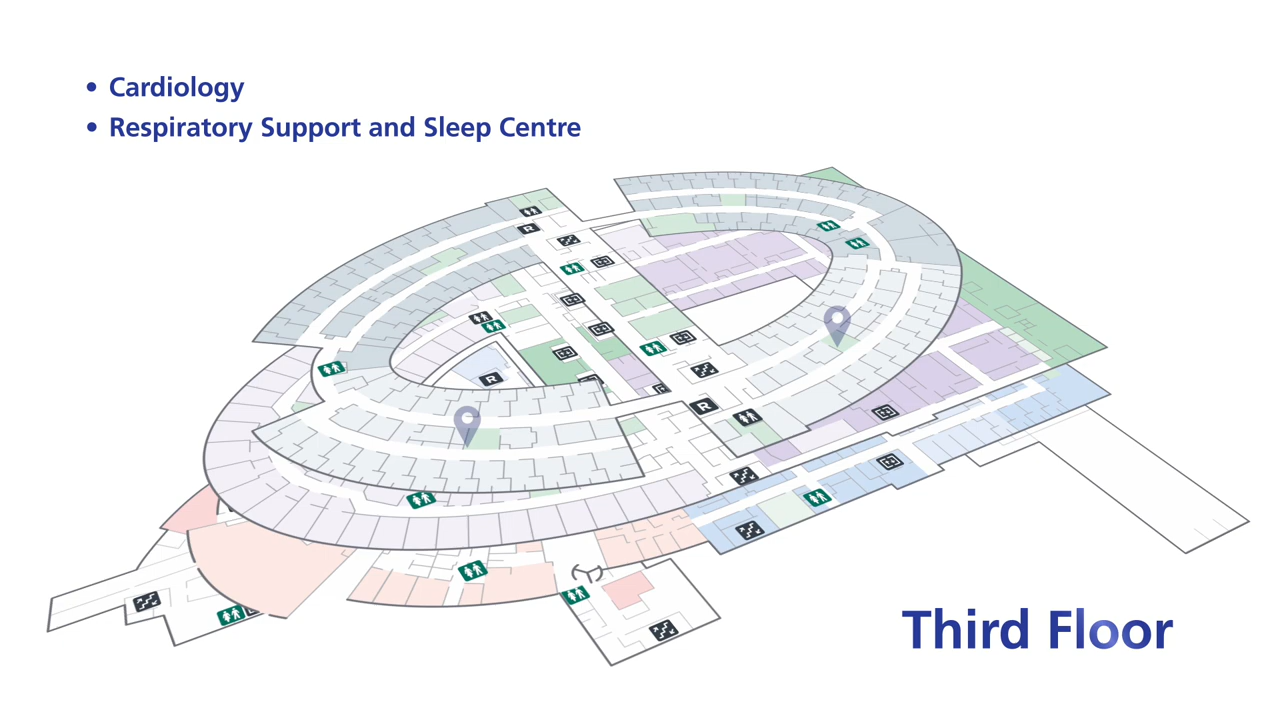 • Cardiology
• Respiratory Support and Sleep Centre
R
R
R
Third Floor